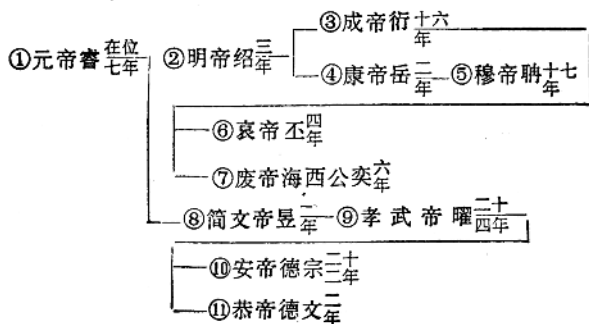 ③成帝衍十六年
①元帝睿在位七年 ②明帝绍三年
④康帝岳二年 ⑤穆帝聃十七年
⑥哀帝丕四年
⑦废帝海西公奕六年
⑧简文帝昱二年 ⑨孝武帝曜二十四年
⑩安帝德宗二十二年
⑪恭帝德文二年